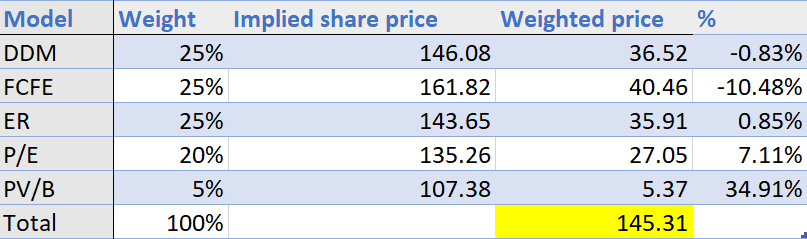 Model Weight Implied share price Weighted price %
DDM 25% 146.08 36.52 -0.83%
FCFE 25% 161.82 40.46 -10.48%
ER 25% 143.65 35.91 0.85%
P/E 20% 135.26 27.05 7.11%
PV/B 5% 107.38 5.37 34.91%
Total 100% 145.31